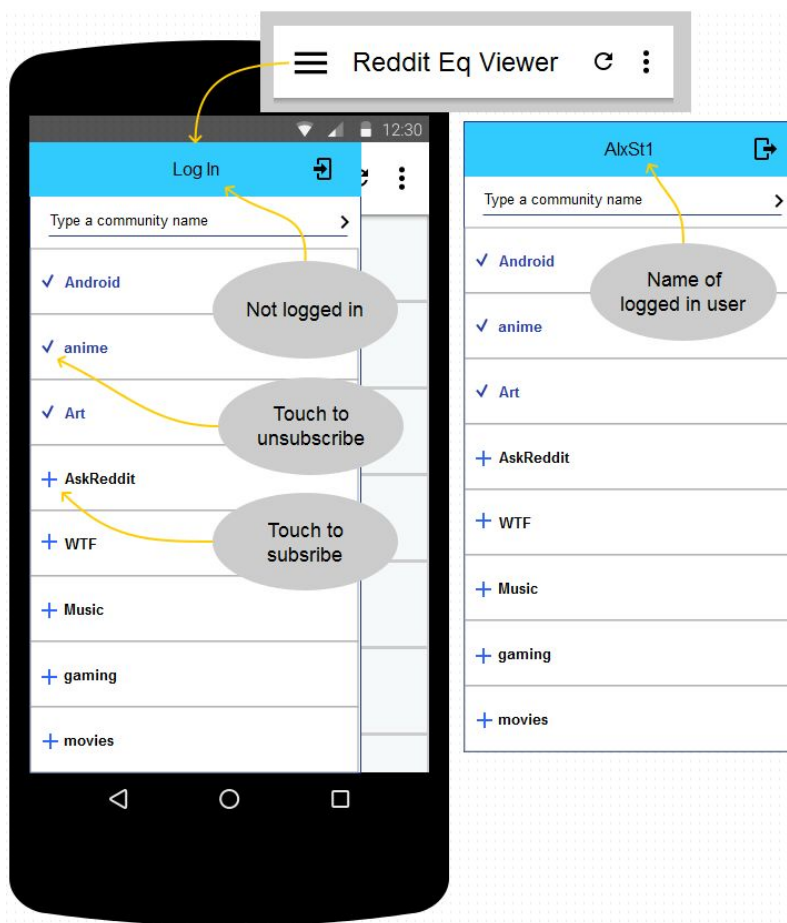 Reddit Eq Viewer
12:30
Log In
Type a community name
Android
anime
Art
AskReddit
WTF
Music
gaming
movies
Not logged in
Touch to
unsubscribe
Touch to
subsribe
AlxSt1
Type a community name
Android
anime
Art
AskReddit
WTF
Music
gaming
movies
Name of
logged in user